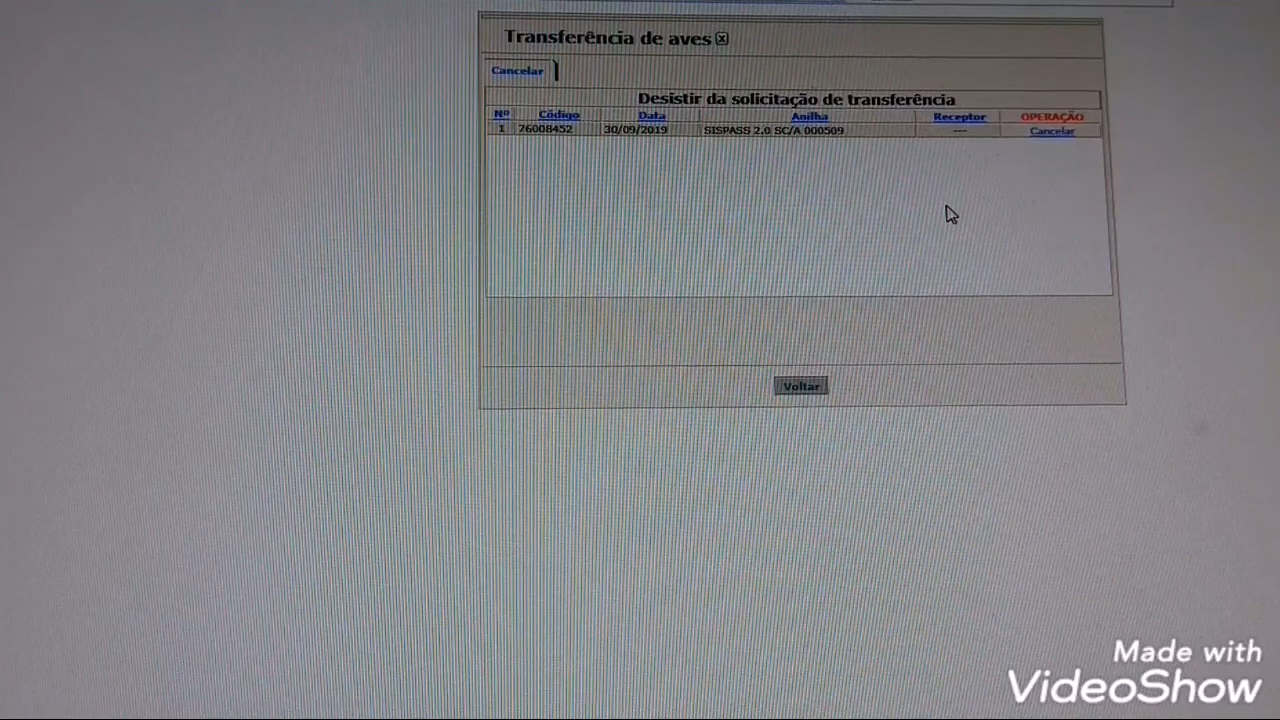 Transferência de aves
Cancelar
Desistir da solicitação de transferência
Nº Código Data Anilha Receptor OPERAÇÃO
1 76008452 30/09/2019 SISPASS 2.0 SC/A 000509 --- Cancelar
Voltar
Made with
VideoShow